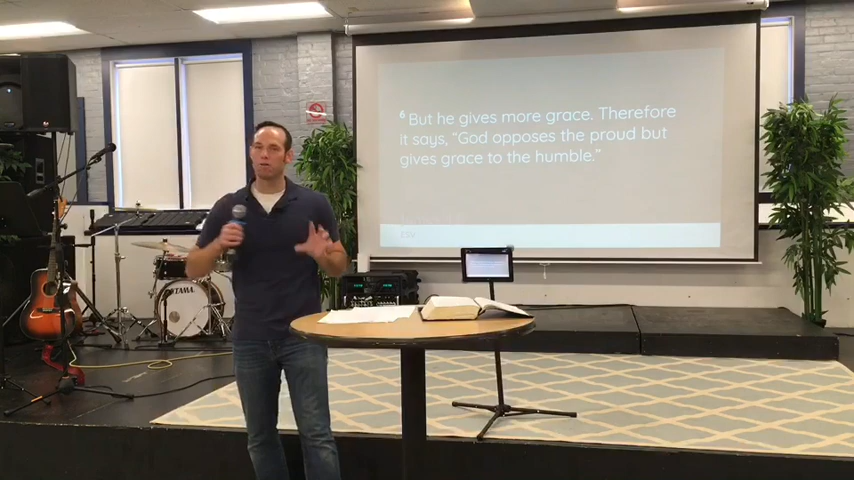 6 But he gives more grace. Therefore
it says, “God opposes the proud but
gives grace to the humble.”
TAMA